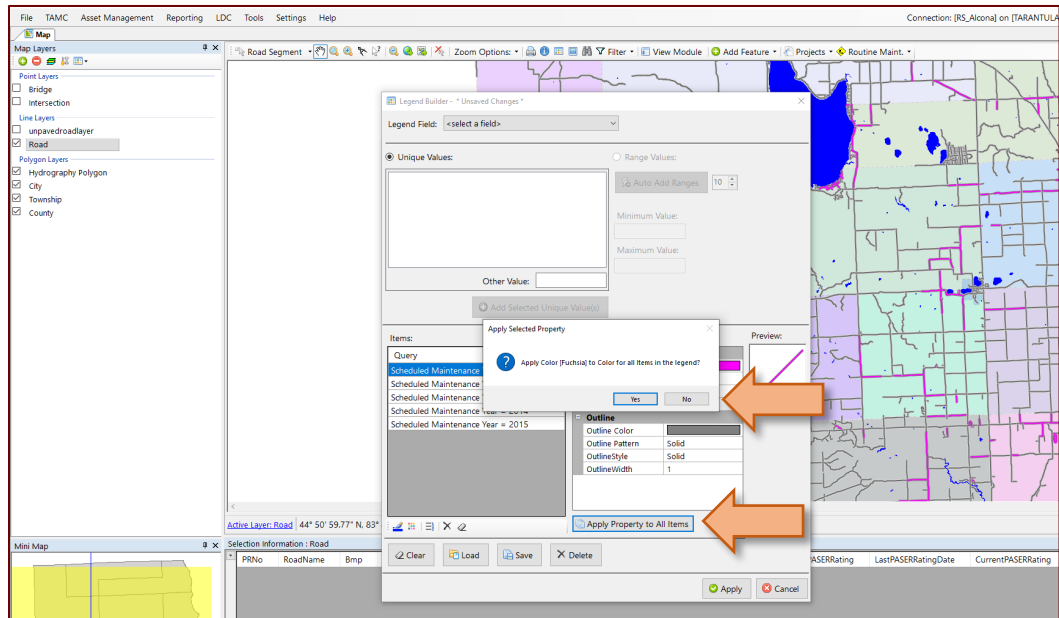 File TAMC Asset Management Reporting LDC Tools Settings Help Connection: [RS_Alcona] on [TARANTULA
Map
Map Layers
Road Segment Zoom Options: Filter View Module Add Feature Projects Routine Maint.
Point Layers
Bridge
Intersection
Line Layers
unpavedroadlayer
Road
Polygon Layers
Hydrography Polygon
City
Township
County
Legend Builder - * Unsaved Changes *
Legend Field: <select a field>
Unique Values: Range Values:
Auto Add Ranges 10
Minimum Value:
Maximum Value:
Other Value:
Add Selected Unique Value(s)
Apply Selected Property
Items: Preview:
Query
Apply Color [Fuchsia] to Color for all Items in the legend?
Yes No
Scheduled Maintenance
Scheduled Maintenance
Scheduled Maintenance
Scheduled Maintenance Year = 2014
Scheduled Maintenance Year = 2015
Outline
Outline Color
Outline Pattern Solid
OutlineStyle Solid
OutlineWidth 1
Apply Property to All Items
Active Layer: Road 44° 50' 59.77" N, 83°
Clear Load Save Delete
Apply Cancel
Mini Map
Selection Information : Road
PRNo RoadName Bmp PASERRating LastPASERRatingDate CurrentPASERRating